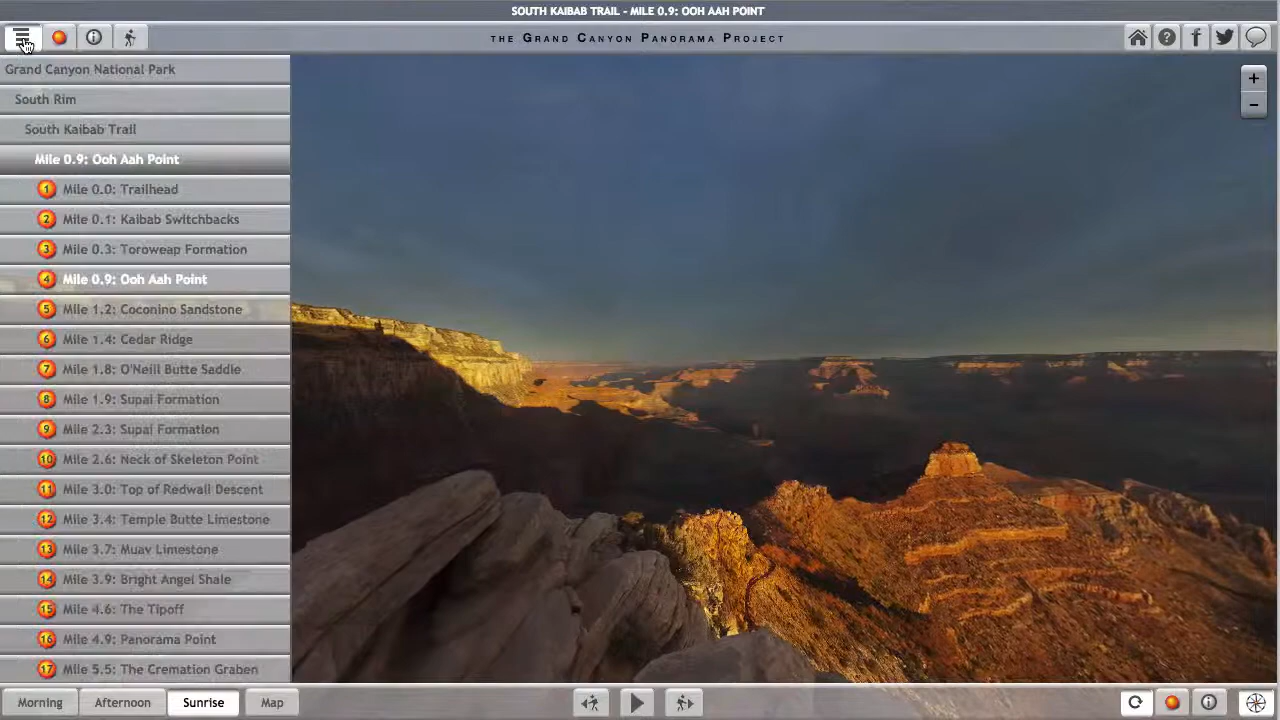 SOUTH KAIBAB TRAIL - MILE 0.9: OOH AAH POINT
THE GRAND CANYON PANORAMA PROJECT
Grand Canyon National Park
South Rim
South Kaibab Trail
Mile 0.9: Ooh Aah Point
1 Mile 0.0: Trailhead
2 Mile 0.1: Kaibab Switchbacks
3 Mile 0.3: Toroweap Formation
4 Mile 0.9: Ooh Aah Point
5 Mile 1.2: Coconino Sandstone
6 Mile 1.4: Cedar Ridge
7 Mile 1.8: O'Neill Butte Saddle
8 Mile 1.9: Supai Formation
9 Mile 2.3: Supai Formation
10 Mile 2.6: Neck of Skeleton Point
11 Mile 3.0: Top of Redwall Descent
12 Mile 3.4: Temple Butte Limestone
13 Mile 3.7: Muav Limestone
14 Mile 3.9: Bright Angel Shale
15 Mile 4.6: The Tipoff
16 Mile 4.9: Panorama Point
17 Mile 5.5: The Cremation Graben
Morning Afternoon Sunrise Map